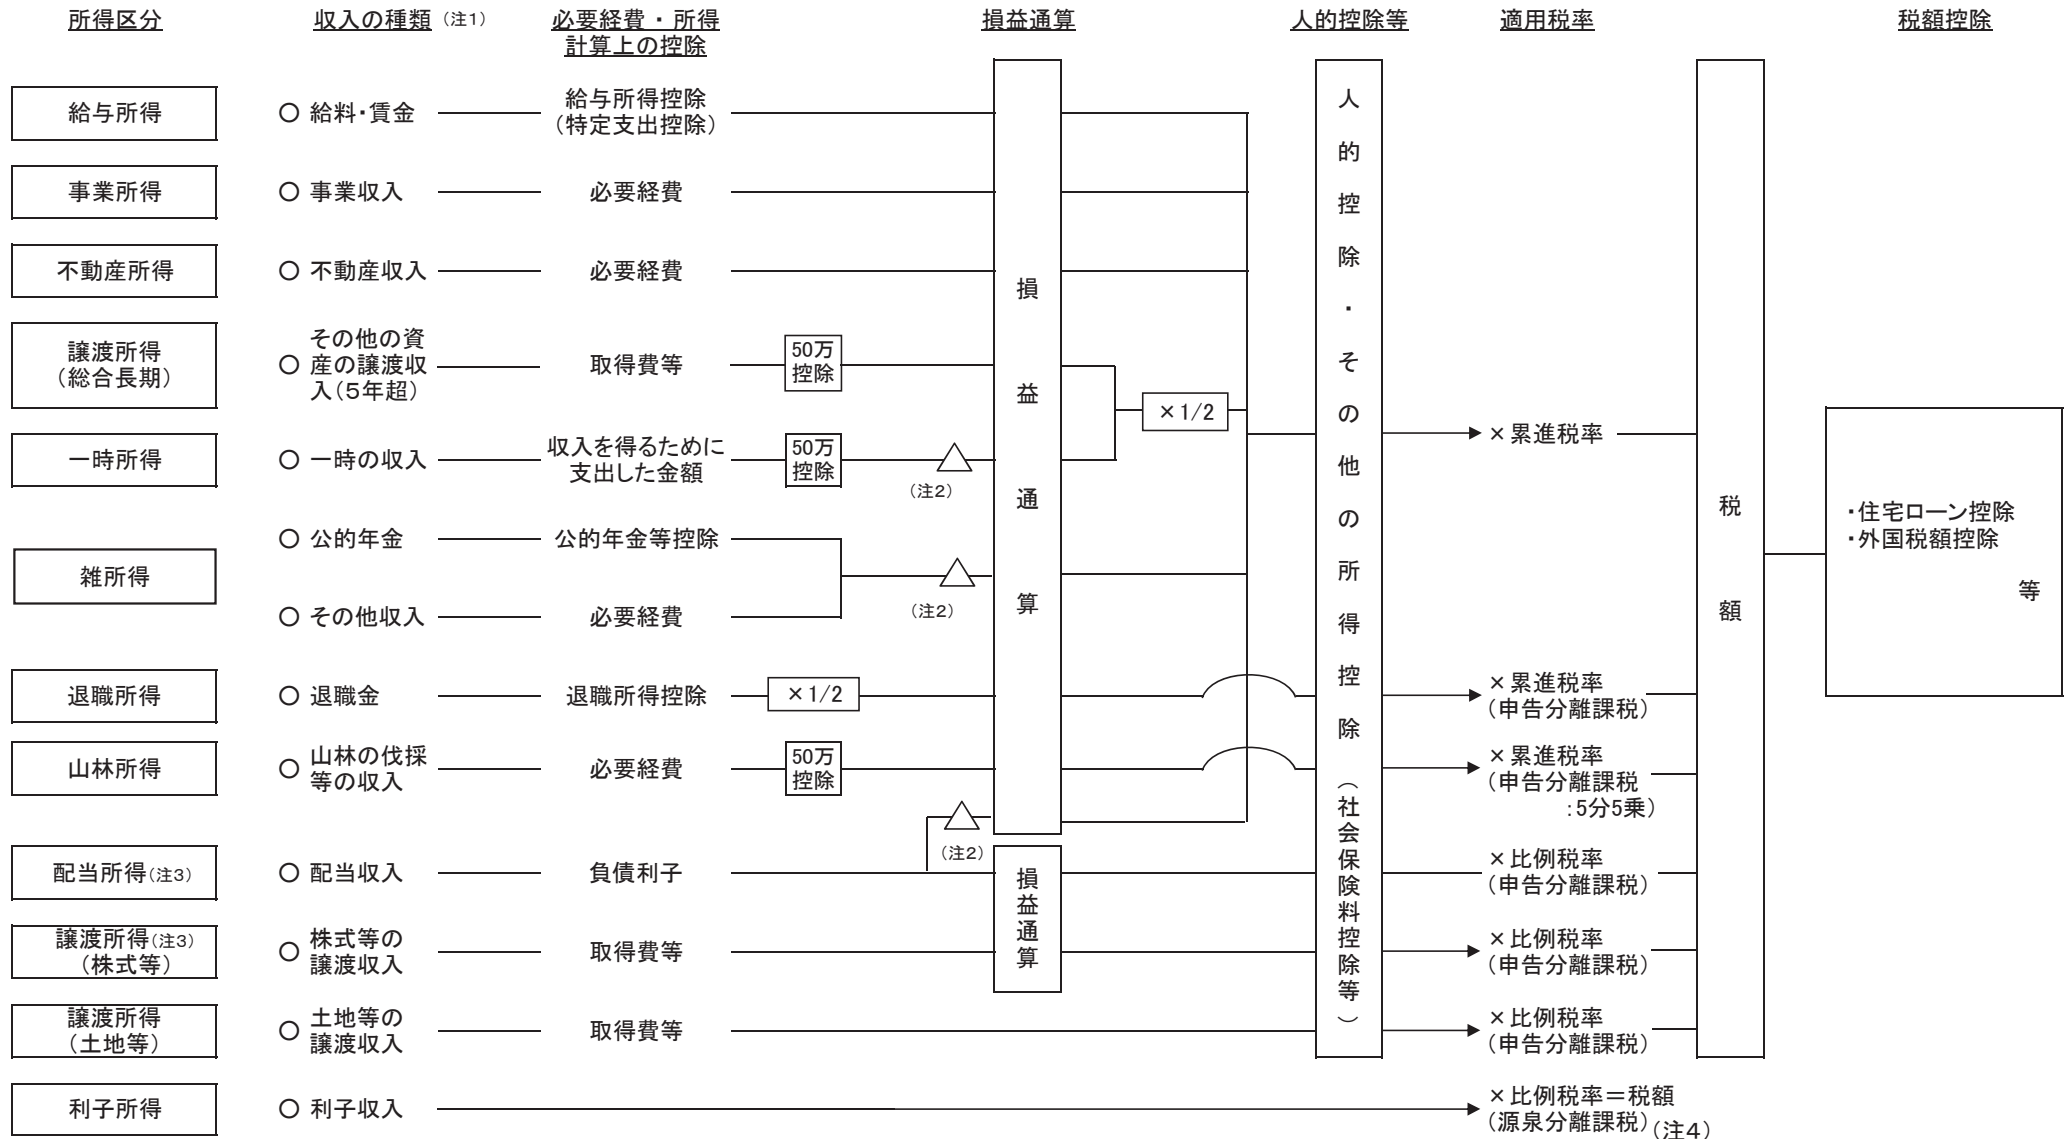 所得区分
収入の種類 (注1)
必要経費・所得
計算上の控除
損益通算
人的控除等
適用税率
税額控除
給与所得
○ 給料・賃金
給与所得控除
(特定支出控除)
事業所得
○ 事業収入
必要経費
不動産所得
○ 不動産収入
必要経費
譲渡所得
(総合長期)
○ その他の資
産の譲渡収
入(5年超)
取得費等
50万
控除
×1/2
一時所得
○ 一時の収入
収入を得るために
支出した金額
50万
控除
△
(注2)
×累進税率
雑所得
○ 公的年金
公的年金等控除
○ その他収入
必要経費
△
(注2)
退職所得
○ 退職金
退職所得控除
×1/2
×累進税率
(申告分離課税)
山林所得
○ 山林の伐採
等の収入
必要経費
50万
控除
×累進税率
(申告分離課税
:5分5乗)
△
(注2)
配当所得(注3)
○ 配当収入
負債利子
×比例税率
(申告分離課税)
譲渡所得(注3)
(株式等)
○ 株式等の
譲渡収入
取得費等
×比例税率
(申告分離課税)
譲渡所得
(土地等)
○ 土地等の
譲渡収入
取得費等
×比例税率
(申告分離課税)
利子所得
○ 利子収入
×比例税率=税額
(源泉分離課税)(注4)
損益通算
損益通算
人的控除・その他の所得控除(社会保険料控除等)
税額
・住宅ローン控除
・外国税額控除
等